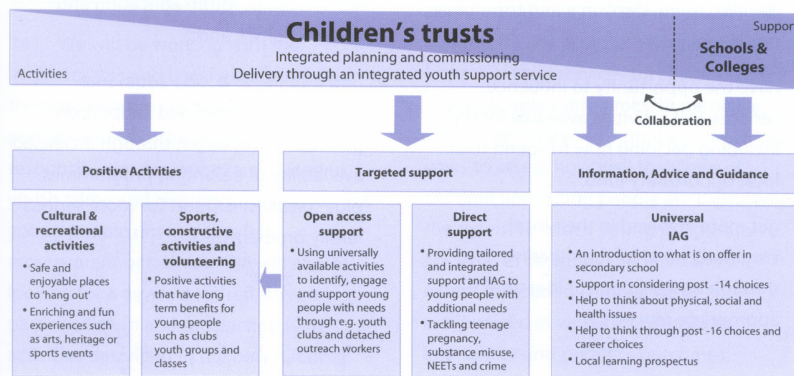 Children's trusts
Integrated planning and commissioning
Delivery through an integrated youth support service
Activities
Support
Schools &
Colleges
Collaboration
Positive Activities
Targeted support
Information, Advice and Guidance
Cultural &
recreational
activities
• Safe and
enjoyable places
to 'hang out'
• Enriching and fun
experiences such
as arts, heritage or
sports events
Sports,
constructive
activities and
volunteering
• Positive activities
that have long
term benefits for
young people
such as clubs
youth groups and
classes
Open access
support
• Using universally
available activities
to identify, engage
and support young
people with needs
through e.g. youth
clubs and detached
outreach workers
Direct
support
• Providing tailored
and integrated
support and IAG to
young people with
additional needs
• Tackling teenage
pregnancy,
substance misuse,
NEETs and crime
Universal
IAG
• An introduction to what is on offer in
secondary school
• Support in considering post -14 choices
• Help to think about physical, social and
health issues
• Help to think through post -16 choices and
career choices
• Local learning prospectus